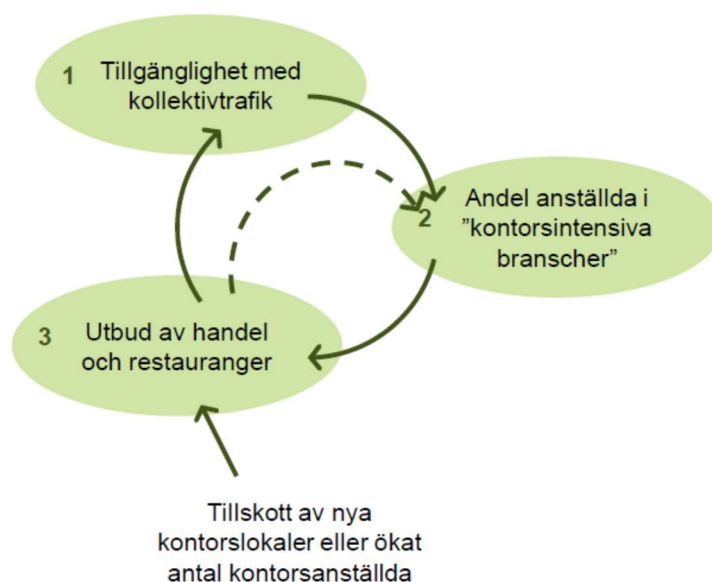 1
Tillgänglighet med
kollektivtrafik
2
Andel anställda i
”kontorsintensiva
branscher”
3
Utbud av handel
och restauranger
Tillskott av nya
kontorslokaler eller ökat
antal kontorsanställda